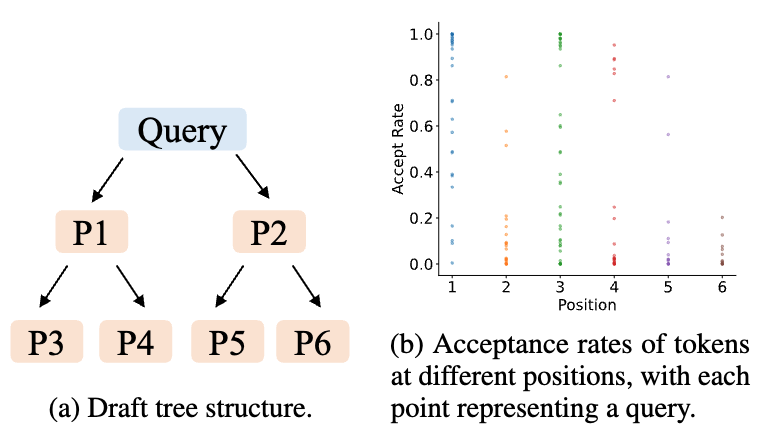 Query
P1 P2
P3 P4 P5 P6
(a) Draft tree structure.
1.0
0.8
0.6
0.4
0.2
0.0
Accept Rate
1 2 3 4 5 6
Position
(b) Acceptance rates of tokens
at different positions, with each
point representing a query.